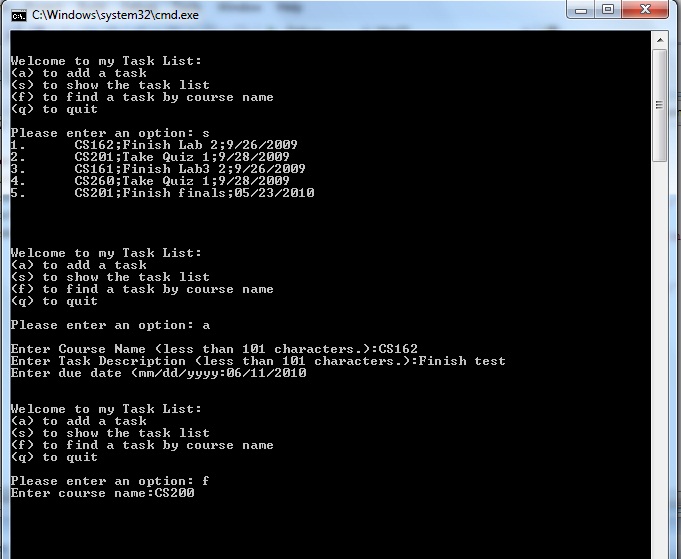 C:\Windows\system32\cmd.exe
Welcome to my Task List:
(a) to add a task
(s) to show the task list
(f) to find a task by course name
(q) to quit
Please enter an option: s
1. CS162;Finish Lab 2;9/26/2009
2. CS201;Take Quiz 1;9/28/2009
3. CS161;Finish Lab3 2;9/26/2009
4. CS260;Take Quiz 1;9/28/2009
5. CS201;Finish finals;05/23/2010
Welcome to my Task List:
(a) to add a task
(s) to show the task list
(f) to find a task by course name
(q) to quit
Please enter an option: a
Enter Course Name (less than 101 characters.):CS162
Enter Task Description (less than 101 characters.):Finish test
Enter due date (mm/dd/yyyy:06/11/2010
Welcome to my Task List:
(a) to add a task
(s) to show the task list
(f) to find a task by course name
(q) to quit
Please enter an option: f
Enter course name:CS200